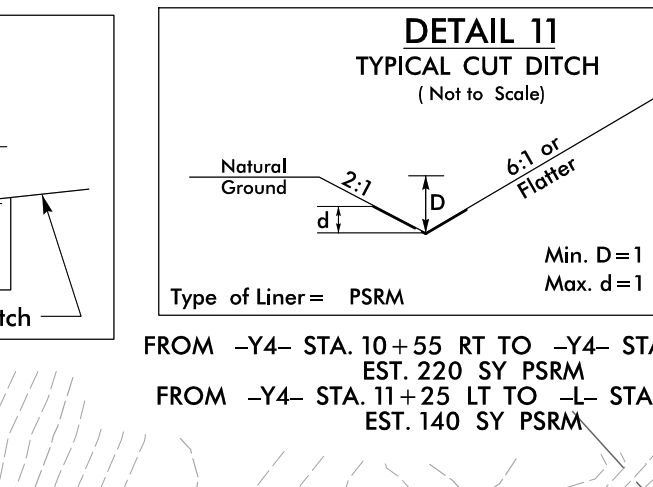 DETAIL 11
TYPICAL CUT DITCH
( Not to Scale)
Natural
Ground
2:1
6:1 or
Flatter
D
d
Min. D=1
Max. d=1
Type of Liner= PSRM
tch
FROM -Y4- STA. 10+55 RT TO -Y4- STA
EST. 220 SY PSRM
FROM -Y4- STA. 11+25 LT TO -L- STA
EST. 140 SY PSRM